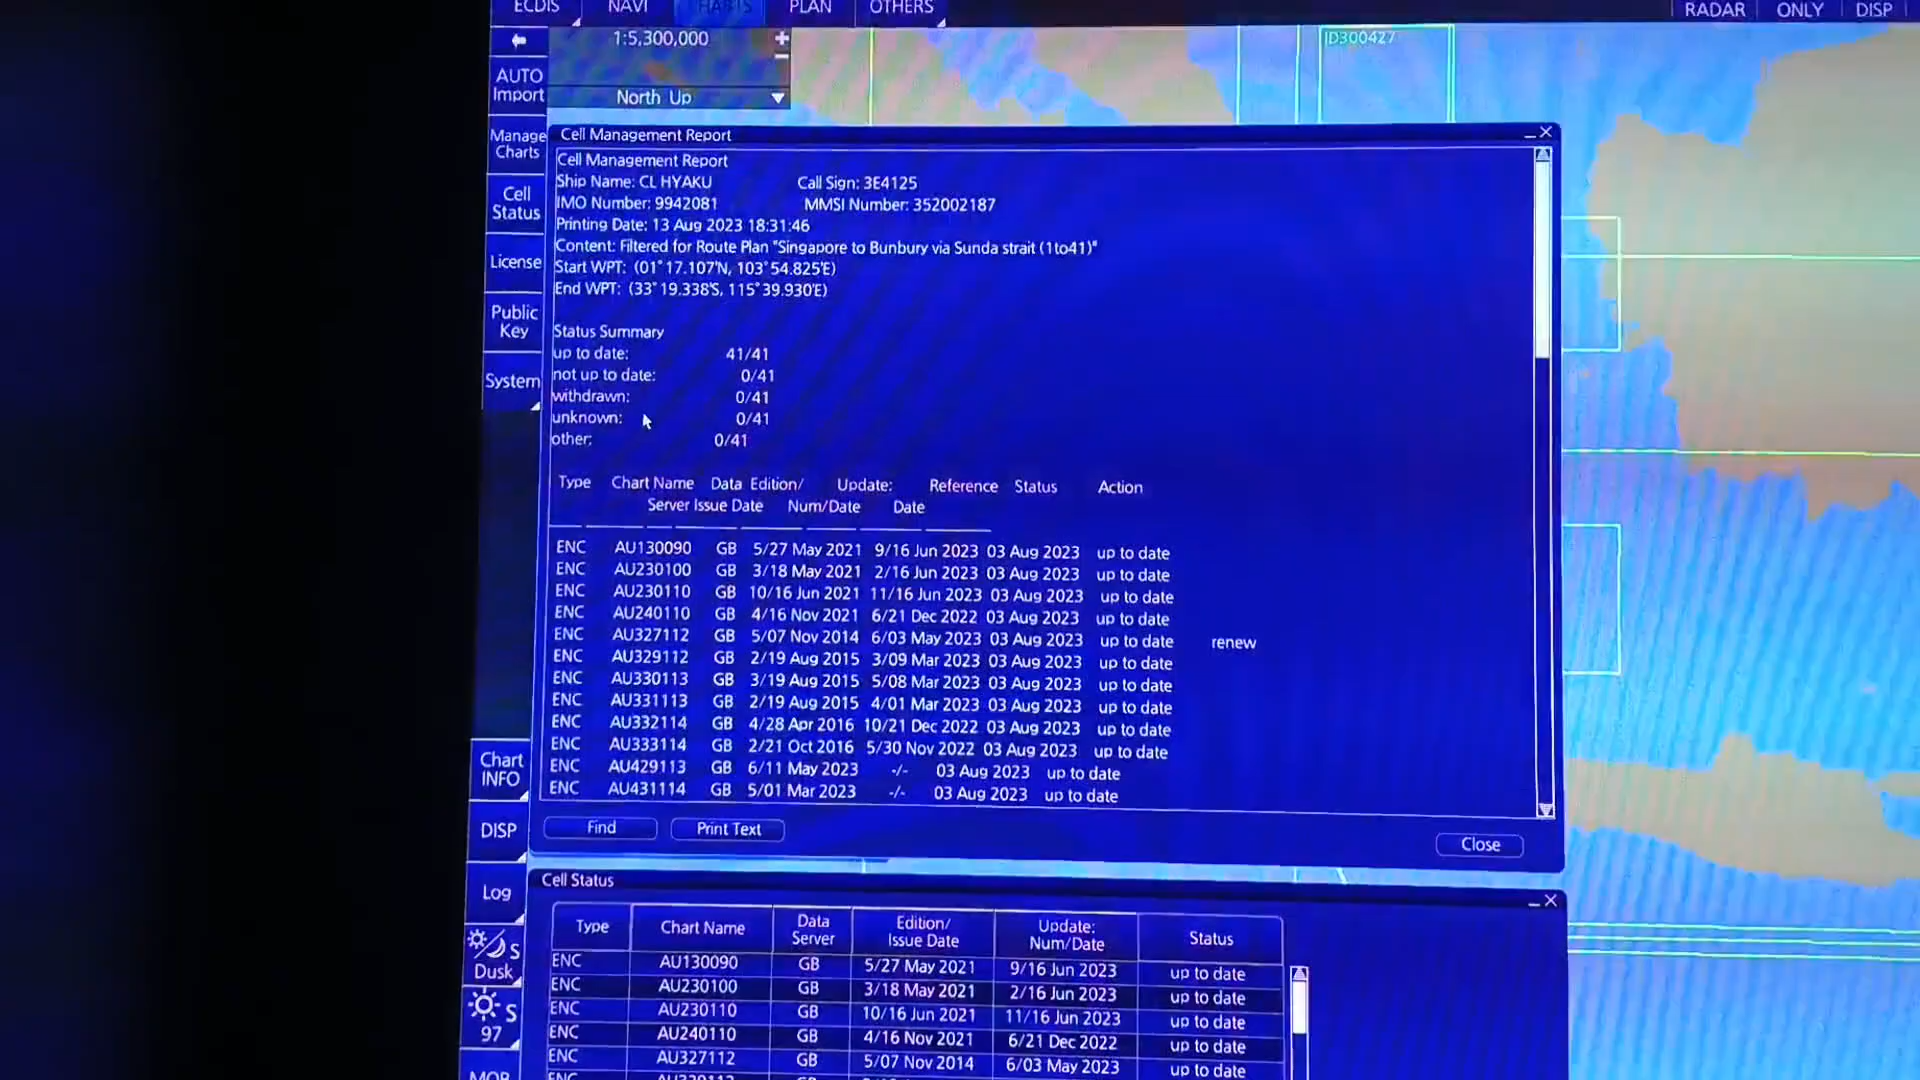 ECDIS NAVI CHARTS PLAN OTHERS RADAR ONLY DISP
1:5,300,000
North Up
JD300427
AUTO
Import
Manage
Charts
Cell
Status
License
Public
Key
System
Chart
INFO
DISP
Log
S
Dusk
S
97
MOB
Cell Management Report
Cell Management Report
Ship Name: CL HYAKU Call Sign: 3E4125
IMO Number: 9942081 MMSI Number: 352002187
Printing Date: 13 Aug 2023 18:31:46
Content: Filtered for Route Plan "Singapore to Bunbury via Sunda strait (1to41)"
Start WPT: (01°17.107'N, 103°54.825'E)
End WPT: (33°19.338'S, 115°39.930'E)
Status Summary
up to date: 41/41
not up to date: 0/41
withdrawn: 0/41
unknown: 0/41
other: 0/41
Type Chart Name Data Edition/ Update: Reference Status Action
Server Issue Date Num/Date Date
ENC AU130090 GB 5/27 May 2021 9/16 Jun 2023 03 Aug 2023 up to date
ENC AU230100 GB 3/18 May 2021 2/16 Jun 2023 03 Aug 2023 up to date
ENC AU230110 GB 10/16 Jun 2021 11/16 Jun 2023 03 Aug 2023 up to date
ENC AU240110 GB 4/16 Nov 2021 6/21 Dec 2022 03 Aug 2023 up to date
ENC AU327112 GB 5/07 Nov 2014 6/03 May 2023 03 Aug 2023 up to date renew
ENC AU329112 GB 2/19 Aug 2015 3/09 Mar 2023 03 Aug 2023 up to date
ENC AU330113 GB 3/19 Aug 2015 5/08 Mar 2023 03 Aug 2023 up to date
ENC AU331113 GB 2/19 Aug 2015 4/01 Mar 2023 03 Aug 2023 up to date
ENC AU332114 GB 4/28 Apr 2016 10/21 Dec 2022 03 Aug 2023 up to date
ENC AU333114 GB 2/21 Oct 2016 5/30 Nov 2022 03 Aug 2023 up to date
ENC AU429113 GB 6/11 May 2023 -/- 03 Aug 2023 up to date
ENC AU431114 GB 5/01 Mar 2023 -/- 03 Aug 2023 up to date
Find Print Text Close
Cell Status
Type Chart Name Data Server Edition/ Issue Date Update: Num/Date Status
ENC AU130090 GB 5/27 May 2021 9/16 Jun 2023 up to date
ENC AU230100 GB 3/18 May 2021 2/16 Jun 2023 up to date
ENC AU230110 GB 10/16 Jun 2021 11/16 Jun 2023 up to date
ENC AU240110 GB 4/16 Nov 2021 6/21 Dec 2022 up to date
ENC AU327112 GB 5/07 Nov 2014 6/03 May 2023 up to date